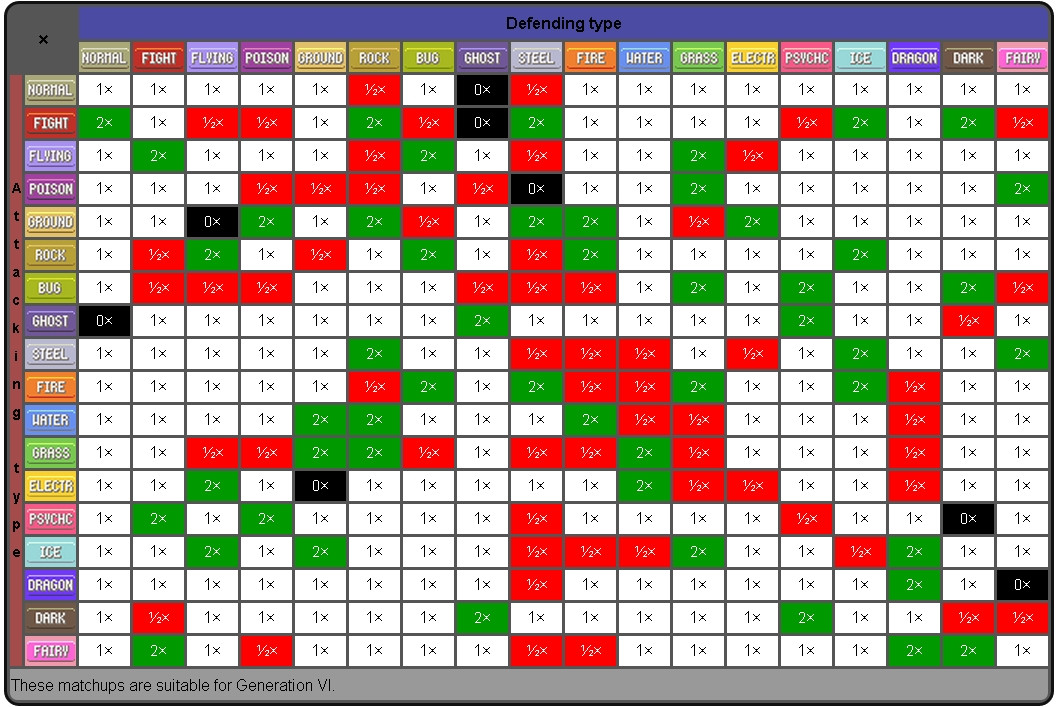 ×
Defending type
NORMAL FIGHT FLYING POISON GROUND ROCK BUG GHOST STEEL FIRE WATER GRASS ELECTR PSYCHC ICE DRAGON DARK FAIRY
Attacking type
NORMAL 1× 1× 1× 1× 1× ½× 1× 0× ½× 1× 1× 1× 1× 1× 1× 1× 1× 1×
FIGHT 2× 1× ½× ½× 1× 2× ½× 0× 2× 1× 1× 1× 1× ½× 2× 1× 2× ½×
FLYING 1× 2× 1× 1× 1× ½× 2× 1× ½× 1× 1× 2× ½× 1× 1× 1× 1× 1×
POISON 1× 1× 1× ½× ½× ½× 1× ½× 0× 1× 1× 2× 1× 1× 1× 1× 1× 2×
GROUND 1× 1× 0× 2× 1× 2× ½× 1× 2× 2× 1× ½× 2× 1× 1× 1× 1× 1×
ROCK 1× ½× 2× 1× ½× 1× 2× 1× ½× 2× 1× 1× 1× 1× 2× 1× 1× 1×
BUG 1× ½× ½× ½× 1× 1× 1× ½× ½× ½× 1× 2× 1× 2× 1× 1× 2× ½×
GHOST 0× 1× 1× 1× 1× 1× 1× 2× 1× 1× 1× 1× 1× 2× 1× 1× ½× 1×
STEEL 1× 1× 1× 1× 1× 2× 1× 1× ½× ½× ½× 1× ½× 1× 2× 1× 1× 2×
FIRE 1× 1× 1× 1× 1× ½× 2× 1× 2× ½× ½× 2× 1× 1× 2× ½× 1× 1×
WATER 1× 1× 1× 1× 2× 2× 1× 1× 1× 2× ½× ½× 1× 1× 1× ½× 1× 1×
GRASS 1× 1× ½× ½× 2× 2× ½× 1× ½× ½× 2× ½× 1× 1× 1× ½× 1× 1×
ELECTR 1× 1× 2× 1× 0× 1× 1× 1× 1× 1× 2× ½× ½× 1× 1× ½× 1× 1×
PSYCHC 1× 2× 1× 2× 1× 1× 1× 1× ½× 1× 1× 1× 1× ½× 1× 1× 0× 1×
ICE 1× 1× 2× 1× 2× 1× 1× 1× ½× ½× ½× 2× 1× 1× ½× 2× 1× 1×
DRAGON 1× 1× 1× 1× 1× 1× 1× 1× ½× 1× 1× 1× 1× 1× 1× 2× 1× 0×
DARK 1× ½× 1× 1× 1× 1× 1× 2× 1× 1× 1× 1× 1× 2× 1× 1× ½× ½×
FAIRY 1× 2× 1× ½× 1× 1× 1× 1× ½× ½× 1× 1× 1× 1× 1× 2× 2× 1×
These matchups are suitable for Generation VI.